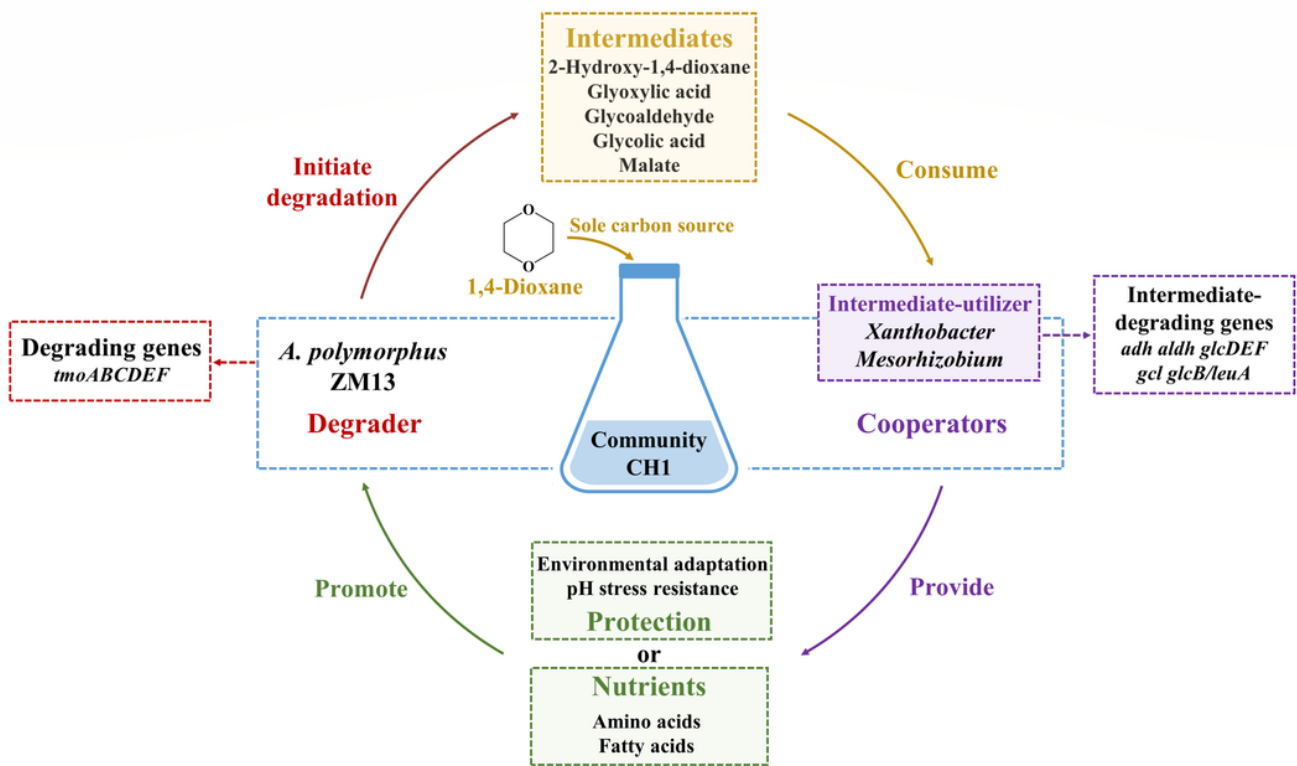 Intermediates
2-Hydroxy-1,4-dioxane
Glyoxylic acid
Glycoaldehyde
Glycolic acid
Malate
Initiate
degradation
Consume
O
O
Sole carbon source
1,4-Dioxane
Degrading genes
tmoABCDEF
A. polymorphus
ZM13
Degrader
Community
CH1
Intermediate-utilizer
Xanthobacter
Mesorhizobium
Cooperators
Intermediate-
degrading genes
adh aldh glcDEF
gcl glcB/leuA
Promote
Environmental adaptation
pH stress resistance
Protection
or
Nutrients
Amino acids
Fatty acids
Provide